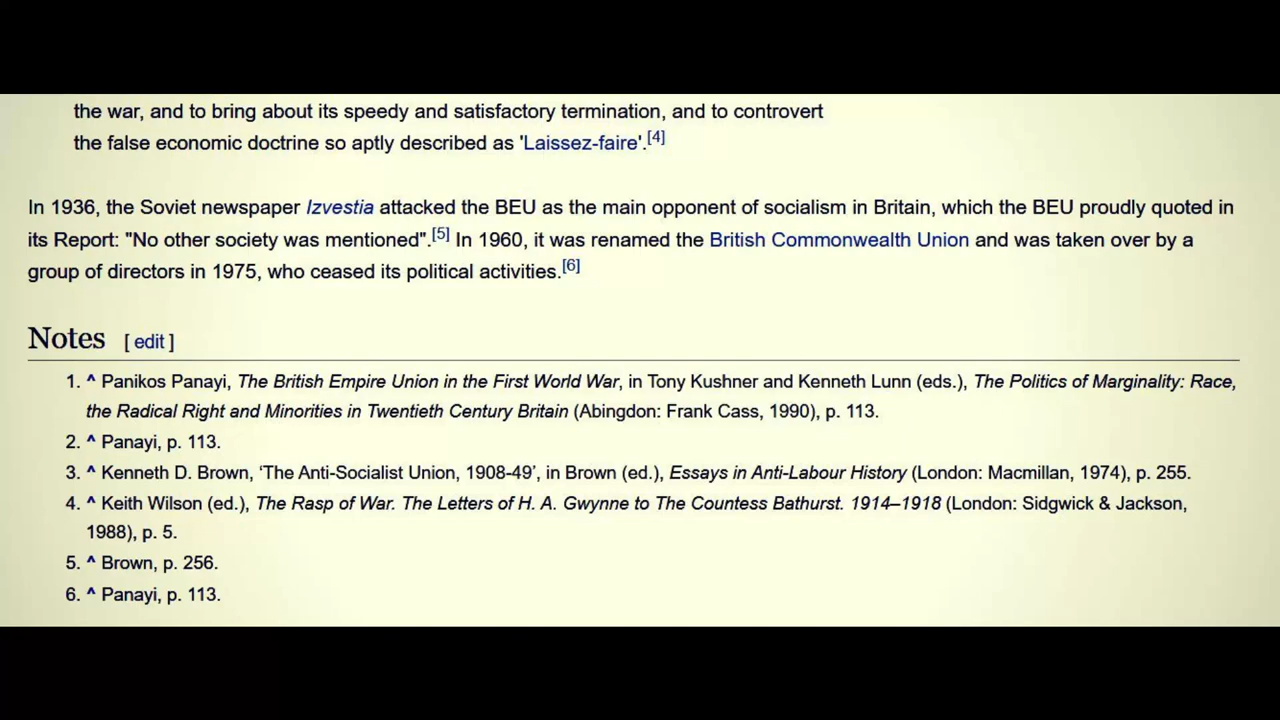 the war, and to bring about its speedy and satisfactory termination, and to controvert
the false economic doctrine so aptly described as 'Laissez-faire'.[4]
In 1936, the Soviet newspaper Izvestia attacked the BEU as the main opponent of socialism in Britain, which the BEU proudly quoted in
its Report: "No other society was mentioned".[5] In 1960, it was renamed the British Commonwealth Union and was taken over by a
group of directors in 1975, who ceased its political activities.[6]
Notes [ edit ]
1. ^ Panikos Panayi, The British Empire Union in the First World War, in Tony Kushner and Kenneth Lunn (eds.), The Politics of Marginality: Race,
the Radical Right and Minorities in Twentieth Century Britain (Abingdon: Frank Cass, 1990), p. 113.
2. ^ Panayi, p. 113.
3. ^ Kenneth D. Brown, ‘The Anti-Socialist Union, 1908-49’, in Brown (ed.), Essays in Anti-Labour History (London: Macmillan, 1974), p. 255.
4. ^ Keith Wilson (ed.), The Rasp of War. The Letters of H. A. Gwynne to The Countess Bathurst. 1914–1918 (London: Sidgwick & Jackson,
1988), p. 5.
5. ^ Brown, p. 256.
6. ^ Panayi, p. 113.